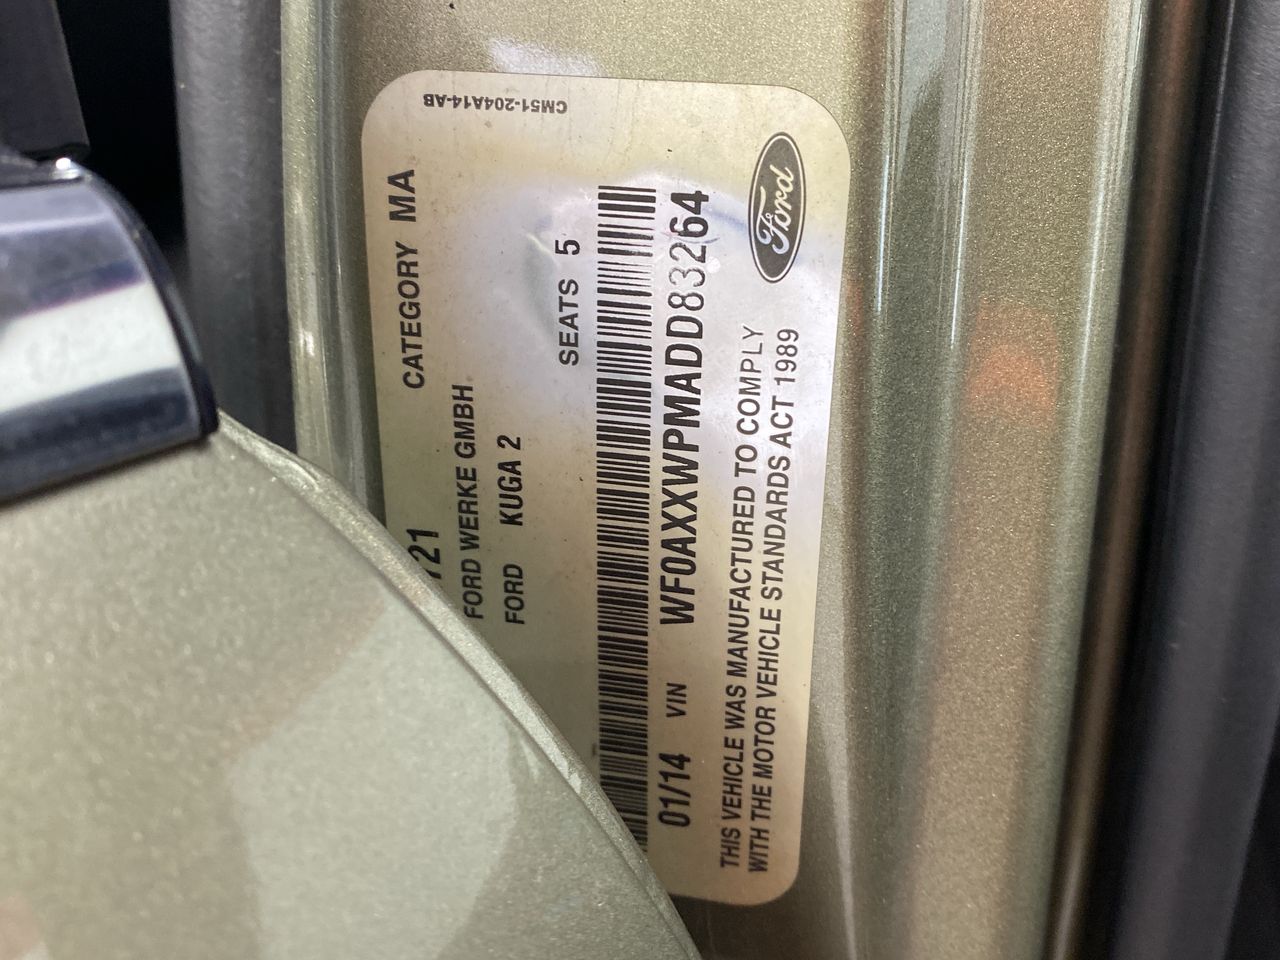 CM51-204A14-AB
CATEGORY MA
FORD WERKE GMBH
FORD KUGA 2
SEATS 5
01/14 VIN WF0AXXWPMADD83264
THIS VEHICLE WAS MANUFACTURED TO COMPLY
WITH THE MOTOR VEHICLE STANDARDS ACT 1989
Ford